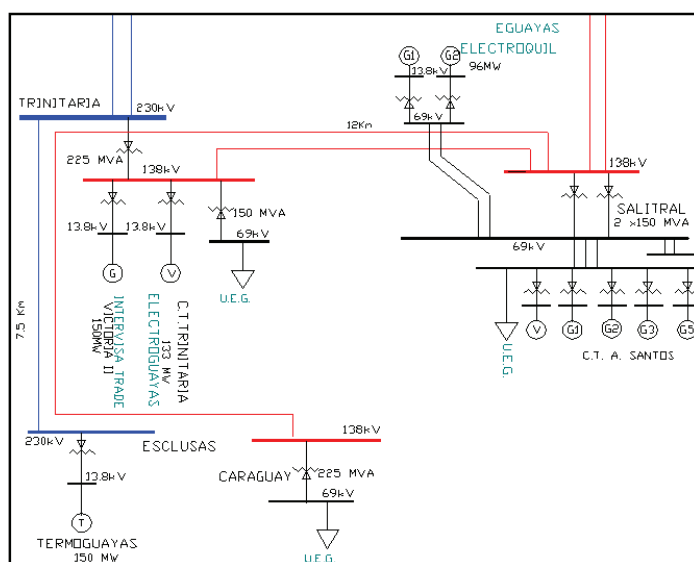 EGUAYAS
ELECTROQUIL
G1
G2
13.8kV
96MW
TRINITARIA
230kV
69kV
12Km
225 MVA
138kV
138kV
SALITRAL
2 x150 MVA
150 MVA
13.8kV
13.8kV
69kV
69kV
G
V
U.E.G.
7.5 Km
INTERVISA TRADE
VICTORIA II
150MW
ELECTROGUAYAS
C.T.TRINITARIA
133 MW
V
G1
G2
G3
G5
U.E.G.
C.T. A. SANTOS
230kV
ESCLUSAS
138kV
13.8kV
CARAGUAY
225 MVA
69kV
T
TERMOGUAYAS
150 MW
U.E.G.